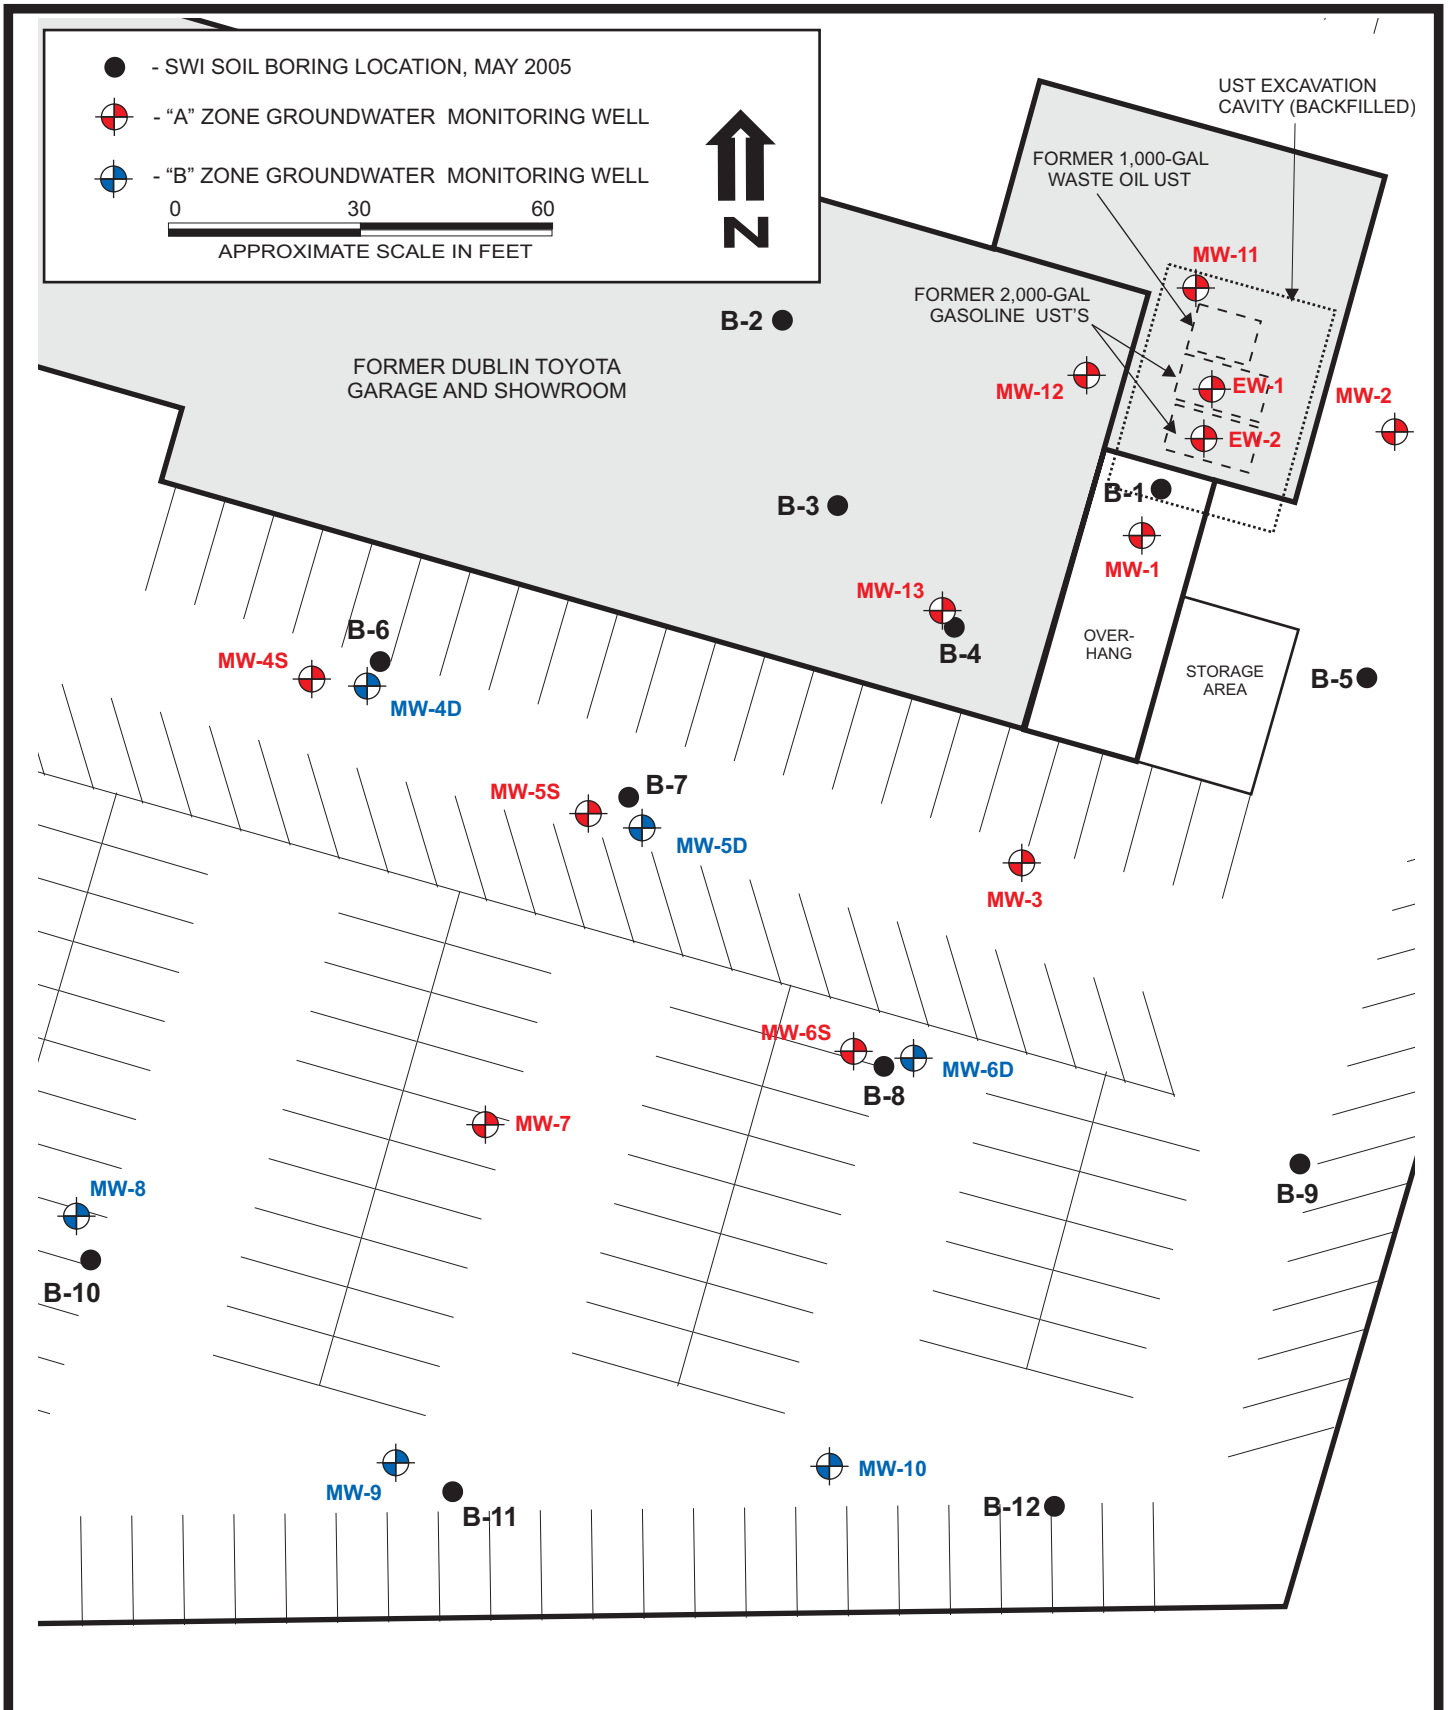 - SWI SOIL BORING LOCATION, MAY 2005
- “A” ZONE GROUNDWATER MONITORING WELL
- “B” ZONE GROUNDWATER MONITORING WELL
0 30 60
APPROXIMATE SCALE IN FEET
N
UST EXCAVATION
CAVITY (BACKFILLED)
FORMER 1,000-GAL
WASTE OIL UST
MW-11
FORMER 2,000-GAL
GASOLINE UST'S
B-2
FORMER DUBLIN TOYOTA
GARAGE AND SHOWROOM
MW-12
EW-1
MW-2
EW-2
B-1
B-3
MW-1
MW-13
B-4
OVER-
HANG
STORAGE
AREA
B-5
B-6
MW-4S
MW-4D
B-7
MW-5S
MW-5D
MW-3
MW-6S
MW-6D
B-8
MW-7
MW-8
B-9
B-10
MW-9
B-11
MW-10
B-12